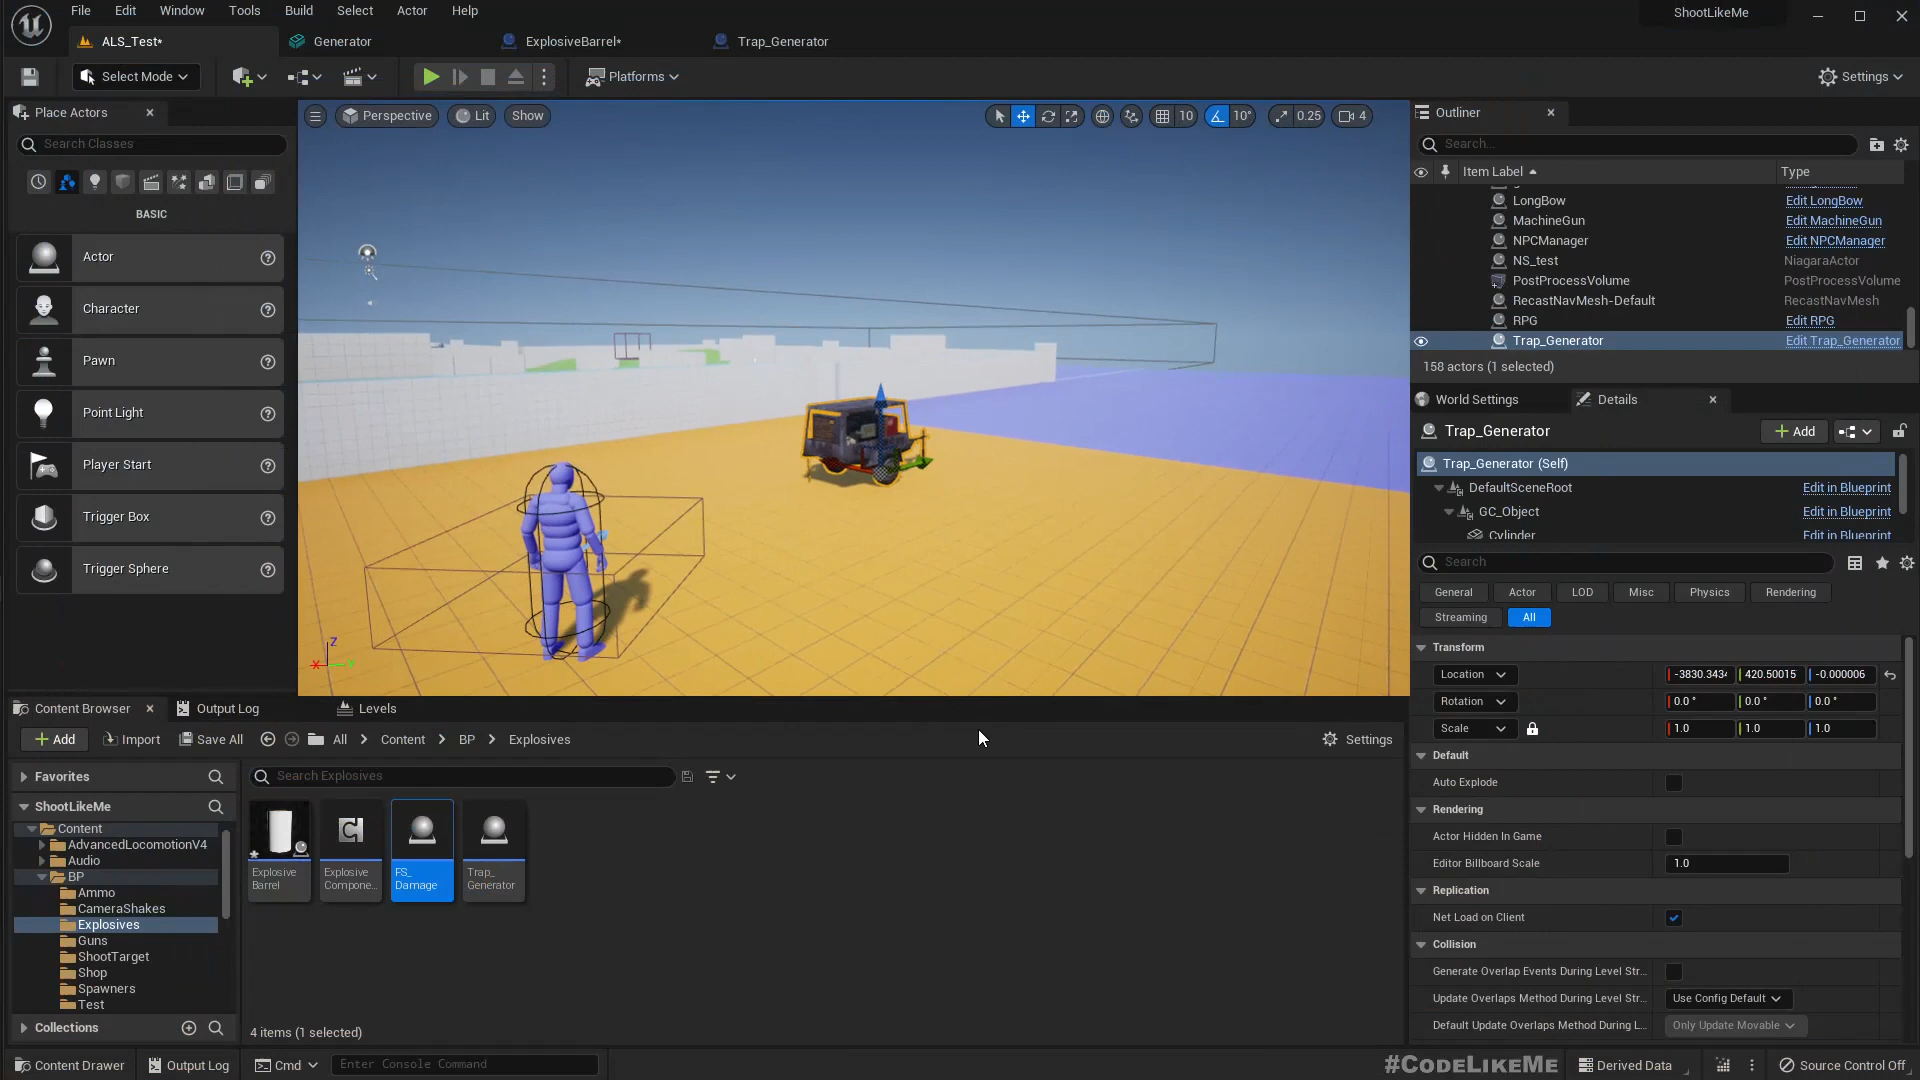 File Edit Window Tools Build Select Actor Help
ShootLikeMe
ALS_Test* Generator ExplosiveBarrel* Trap_Generator
Select Mode Platforms Settings
Place Actors
Search Classes
BASIC
Actor
Character
Pawn
Point Light
Player Start
Trigger Box
Trigger Sphere
Perspective Lit Show 10 10° 0.25 4
Z
X
Outliner
Search...
Item Label Type
LongBow Edit LongBow
MachineGun Edit MachineGun
NPCManager Edit NPCManager
NS_test NiagaraActor
PostProcessVolume PostProcessVolume
RecastNavMesh-Default RecastNavMesh
RPG Edit RPG
Trap_Generator Edit Trap_Generator
158 actors (1 selected)
World Settings Details
Trap_Generator Add
Trap_Generator (Self)
DefaultSceneRoot Edit in Blueprint
GC_Object Edit in Blueprint
Cylinder Edit in Blueprint
Search
General Actor LOD Misc Physics Rendering
Streaming All
Transform
Location -3830.343 420.50015 -0.000006
Rotation 0.0 ° 0.0 ° 0.0 °
Scale 1.0 1.0 1.0
Default
Auto Explode
Rendering
Actor Hidden In Game
Editor Billboard Scale 1.0
Replication
Net Load on Client
Collision
Generate Overlap Events During Level Str...
Update Overlaps Method During Level Str... Use Config Default
Default Update Overlaps Method During L... Only Update Movable
Content Browser Output Log Levels
Add Import Save All All Content BP Explosives Settings
Favorites
Search Explosives
ShootLikeMe
Content
AdvancedLocomotionV4
Audio
BP
Ammo
CameraShakes
Explosives
Guns
ShootTarget
Shop
Spawners
Test
Collections
Explosive
Barrel
Explosive
Compone...
FS_
Damage
Trap_
Generator
4 items (1 selected)
Content Drawer Output Log Cmd Enter Console Command
#CODELIKEME
Derived Data Source Control Off